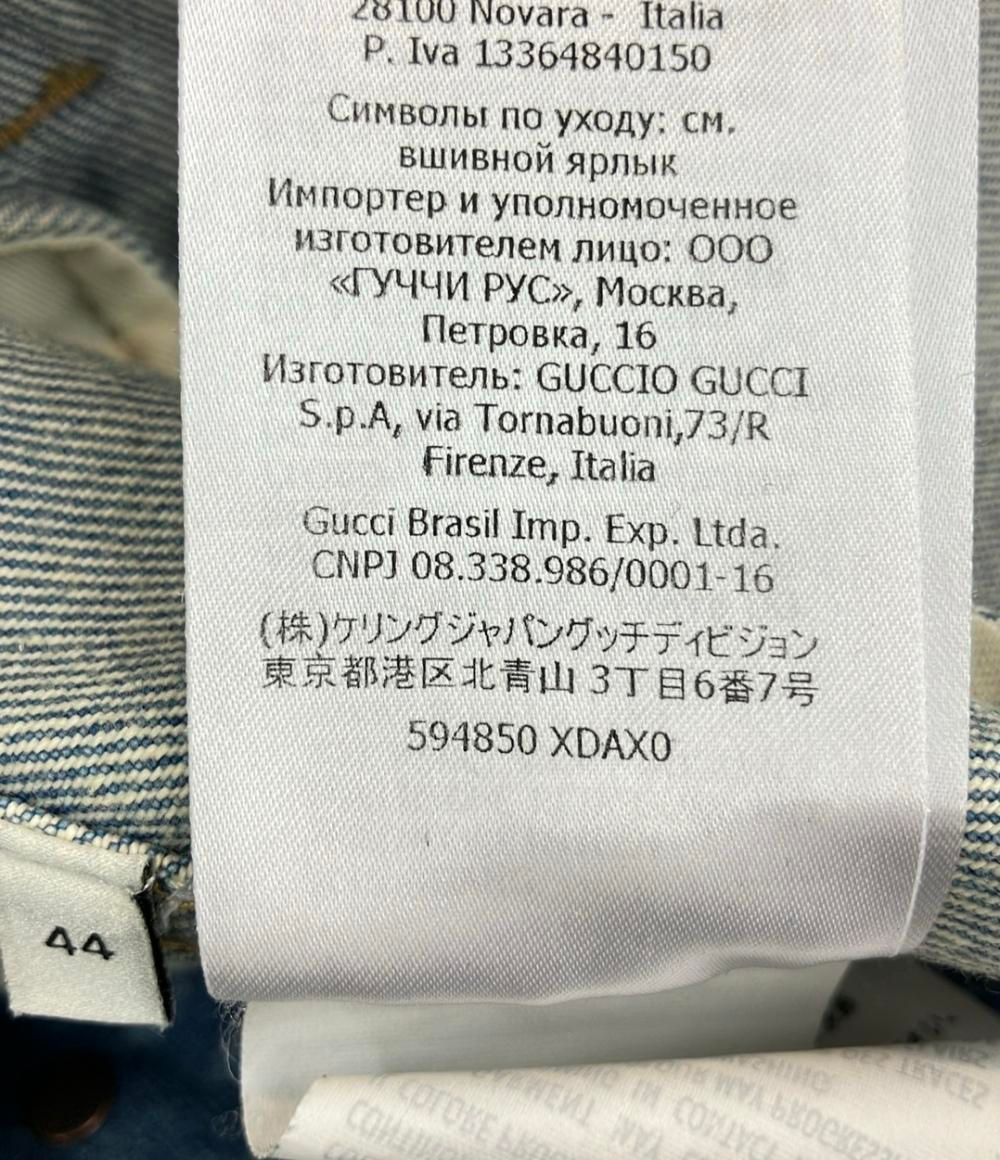 28100 Novara - Italia
P. Iva 13364840150
Символы по уходу: см.
вшивной ярлык
Импортер и уполномоченное
изготовителем лицо: ООО
«ГУЧЧИ РУС», Москва,
Петровка, 16
Изготовитель: GUCCIO GUCCI
S.p.A, via Tornabuoni,73/R
Firenze, Italia
Gucci Brasil Imp. Exp. Ltda.
CNPJ 08.338.986/0001-16
(株)ケリングジャパングッチディビジョン
東京都港区北青山 3丁目6番7号
594850 XDAX0
44